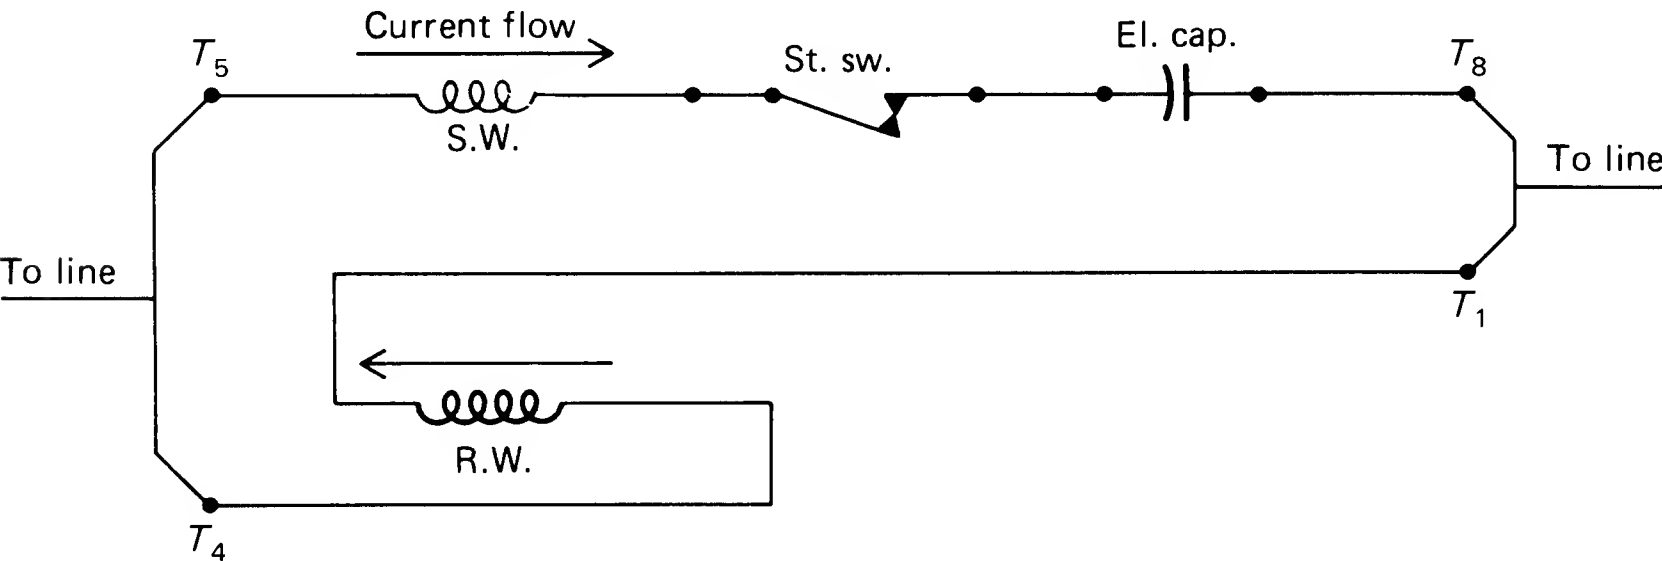 Current flow
T5
St. sw.
El. cap.
T8
S.W.
To line
To line
T1
R.W.
T4